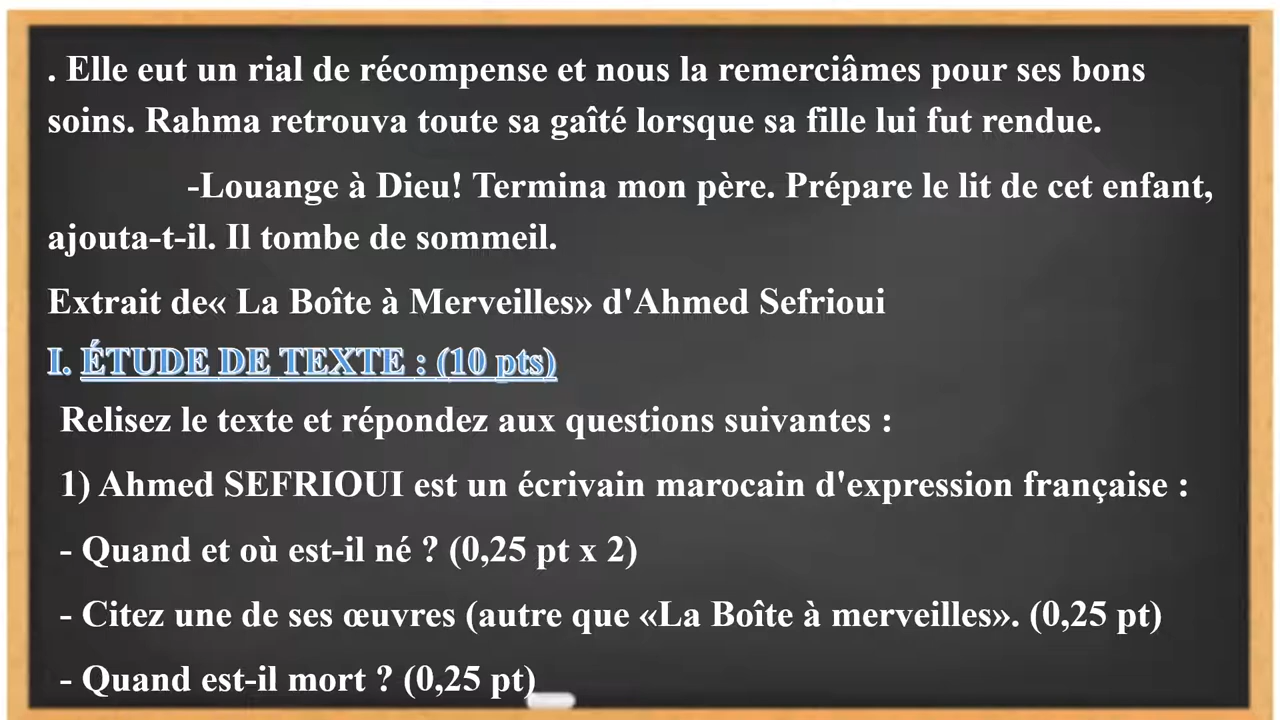 . Elle eut un rial de récompense et nous la remerciâmes pour ses bons
soins. Rahma retrouva toute sa gaîté lorsque sa fille lui fut rendue.
-Louange à Dieu! Termina mon père. Prépare le lit de cet enfant,
ajouta-t-il. Il tombe de sommeil.
Extrait de« La Boîte à Merveilles» d'Ahmed Sefrioui
I. ÉTUDE DE TEXTE : (10 pts)
Relisez le texte et répondez aux questions suivantes :
1) Ahmed SEFRIOUI est un écrivain marocain d'expression française :
- Quand et où est-il né ? (0,25 pt x 2)
- Citez une de ses œuvres (autre que «La Boîte à merveilles». (0,25 pt)
- Quand est-il mort ? (0,25 pt)